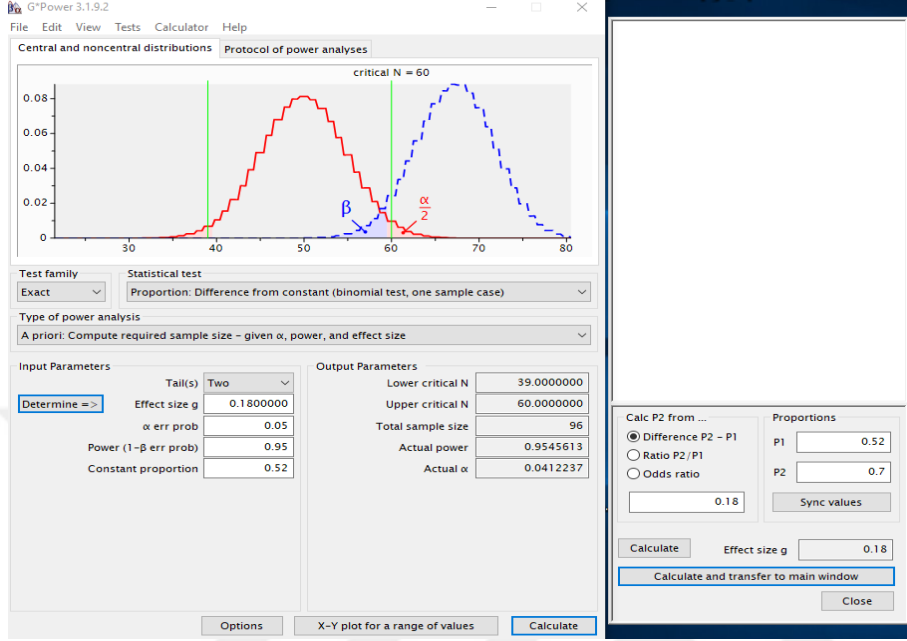 G*Power 3.1.9.2
File Edit View Tests Calculator Help
Central and noncentral distributions Protocol of power analyses
critical N = 60
0.08
0.06
0.04
0.02
0
β
α
2
30 40 50 60 70 80
Test family Statistical test
Exact Proportion: Difference from constant (binomial test, one sample case)
Type of power analysis
A priori: Compute required sample size – given α, power, and effect size
Input Parameters
Tail(s) Two
Determine => Effect size g 0.1800000
α err prob 0.05
Power (1-β err prob) 0.95
Constant proportion 0.52
Output Parameters
Lower critical N 39.0000000
Upper critical N 60.0000000
Total sample size 96
Actual power 0.9545613
Actual α 0.0412237
Options X-Y plot for a range of values Calculate
Calc P2 from ...
Difference P2 - P1
Ratio P2/P1
Odds ratio
0.18
Proportions
P1 0.52
P2 0.7
Sync values
Calculate Effect size g 0.18
Calculate and transfer to main window
Close